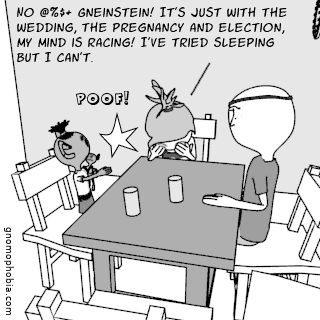 NO @%$+ GNEINSTEIN! IT'S JUST WITH THE
WEDDING, THE PREGNANCY AND ELECTION,
MY MIND IS RACING! I'VE TRIED SLEEPING
BUT I CAN'T.
POOF!
gnomophobia.com